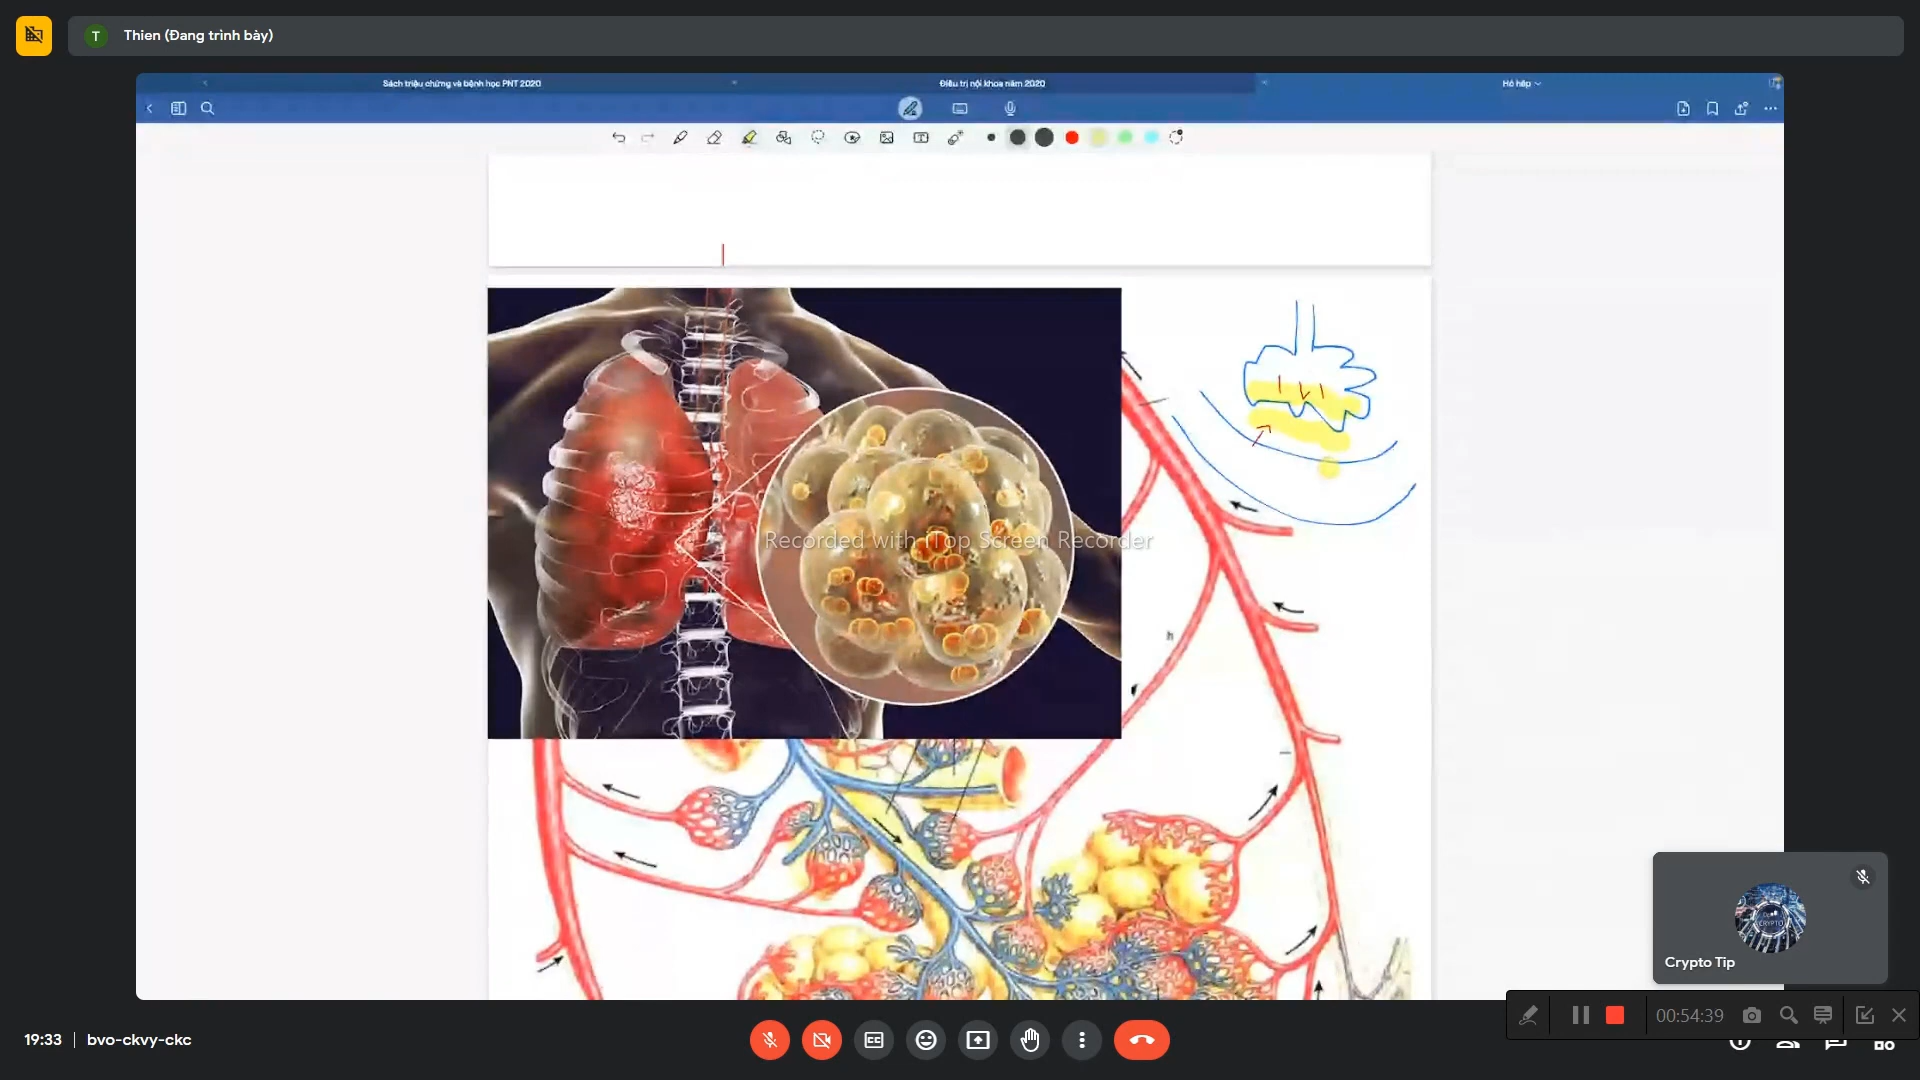 T Thien (Đang trình bày)
Sách triệu chứng và bệnh học PNT 2020
Điều trị nội khoa năm 2020
Hô hấp
h
Recorded with iTop Screen Recorder
Crypto Tip
00:54:39
19:33 | bvo-ckvy-ckc